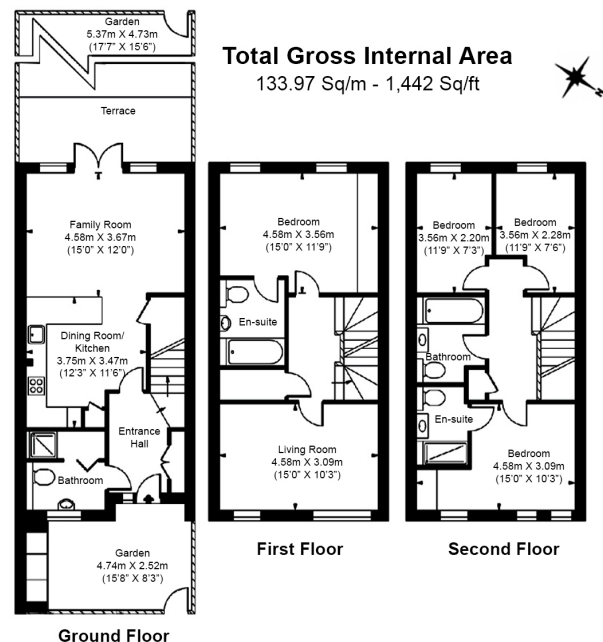 Garden
5.37m X 4.73m
(17'7" X 15'6")
Total Gross Internal Area
133.97 Sq/m - 1,442 Sq/ft
N
Terrace
Family Room
4.58m X 3.67m
(15'0" X 12'0)
Dining Room/
Kitchen
3.75m X 3.47m
(12'3" X 11'6")
Entrance
Hall
Bathroom
Garden
4.74m X 2.52m
(15'8" X 8'3")
Ground Floor
Bedroom
4.58m X 3.56m
(15'0" X 11'9")
En-suite
Living Room
4.58m X 3.09m
(15'0" X 10'3")
First Floor
Bedroom
3.56m X 2.20m
(11'9" X 7'3")
Bedroom
3.56m X 2.28m
(11'9" X 7'6")
Bathroom
En-suite
Bedroom
4.58m X 3.09m
(15'0" X 10'3")
Second Floor